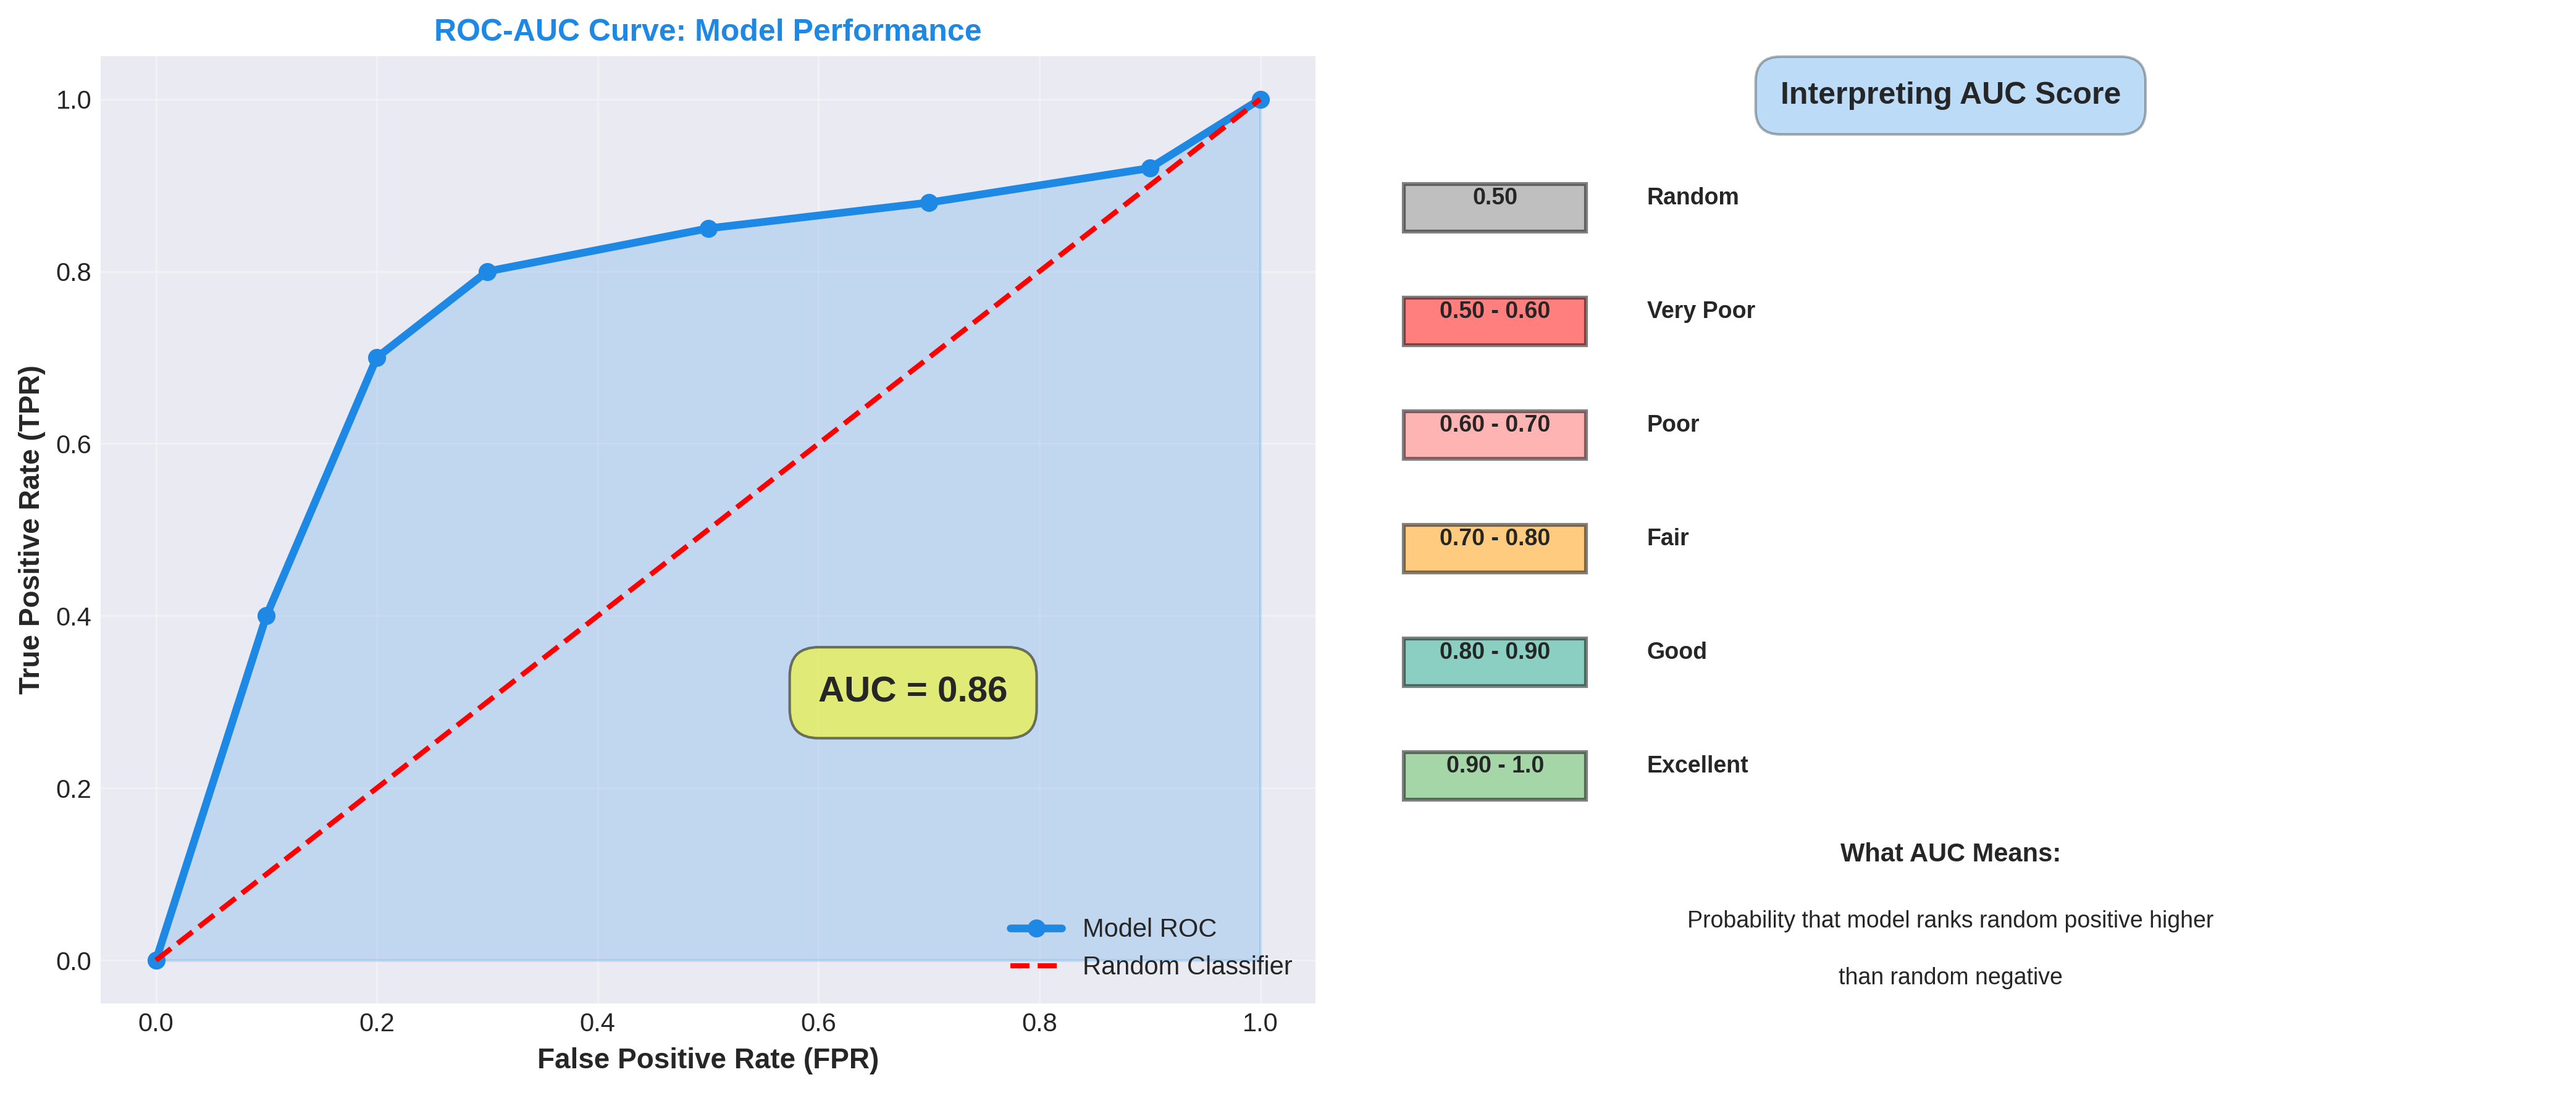 ROC-AUC Curve: Model Performance
True Positive Rate (TPR)
1.0
0.8
0.6
0.4
0.2
0.0
AUC = 0.86
Model ROC
Random Classifier
0.0 0.2 0.4 0.6 0.8 1.0
False Positive Rate (FPR)
Interpreting AUC Score
0.50 Random
0.50 - 0.60 Very Poor
0.60 - 0.70 Poor
0.70 - 0.80 Fair
0.80 - 0.90 Good
0.90 - 1.0 Excellent
What AUC Means:
Probability that model ranks random positive higher
than random negative